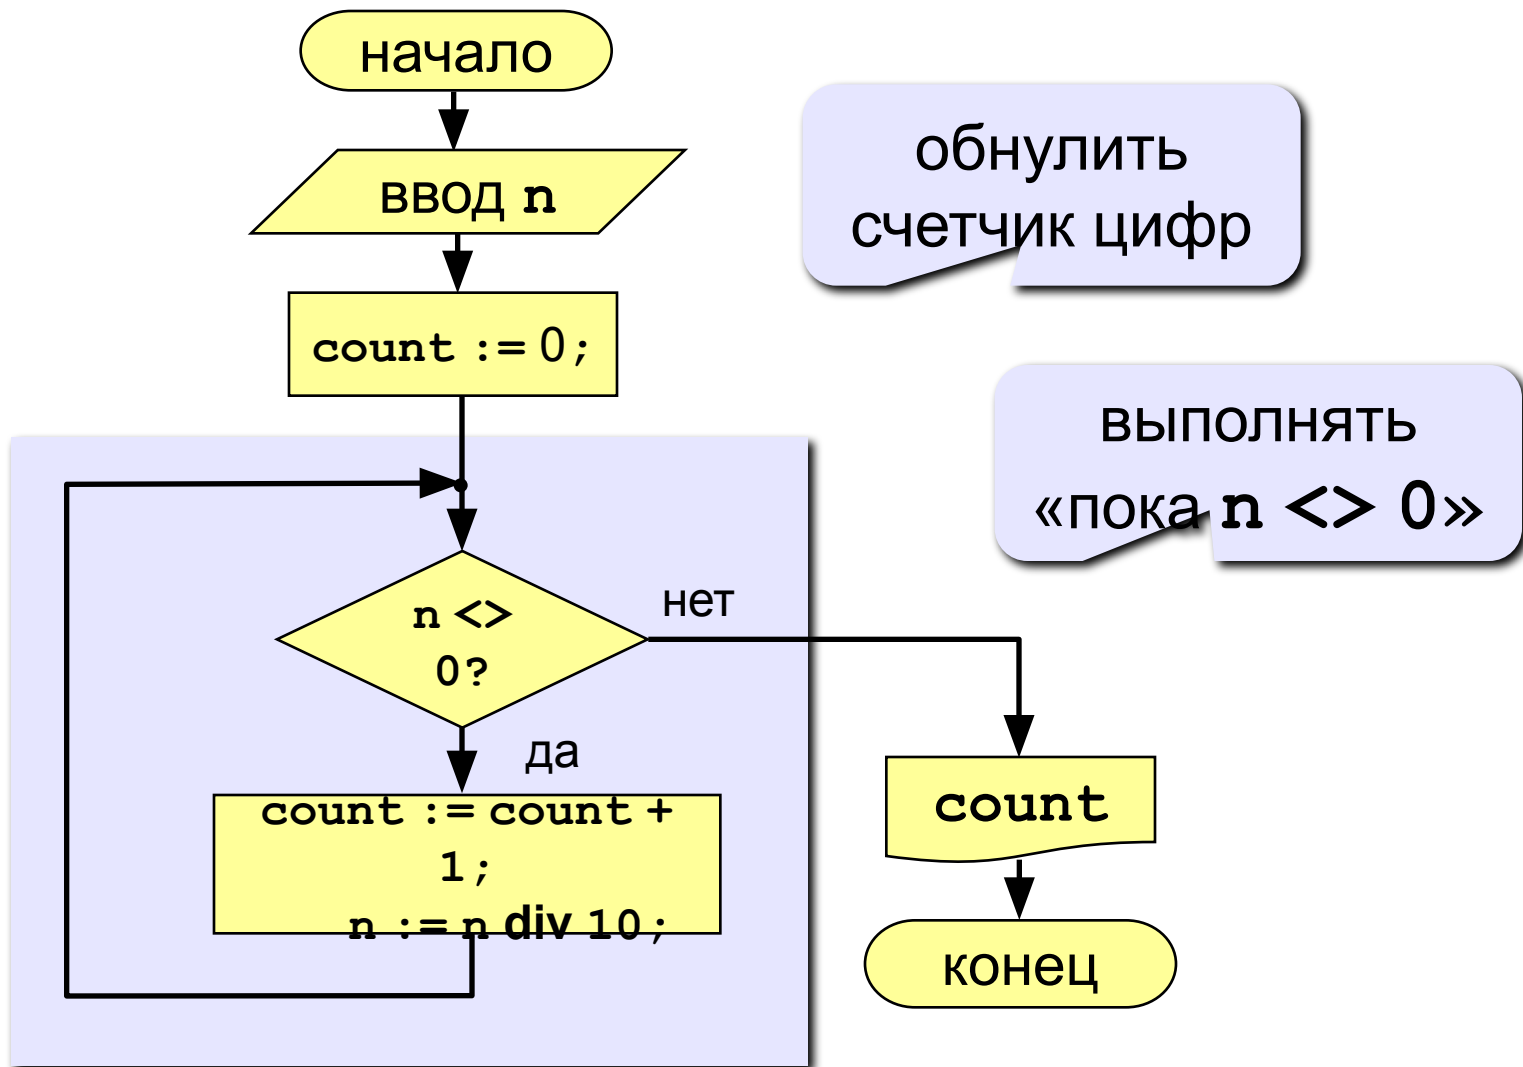 начало
ввод n
count := 0;
обнулить
счетчик цифр
выполнять
«пока n <> 0»
n <>
0?
нет
да
count := count +
1;
n := n div 10;
count
конец